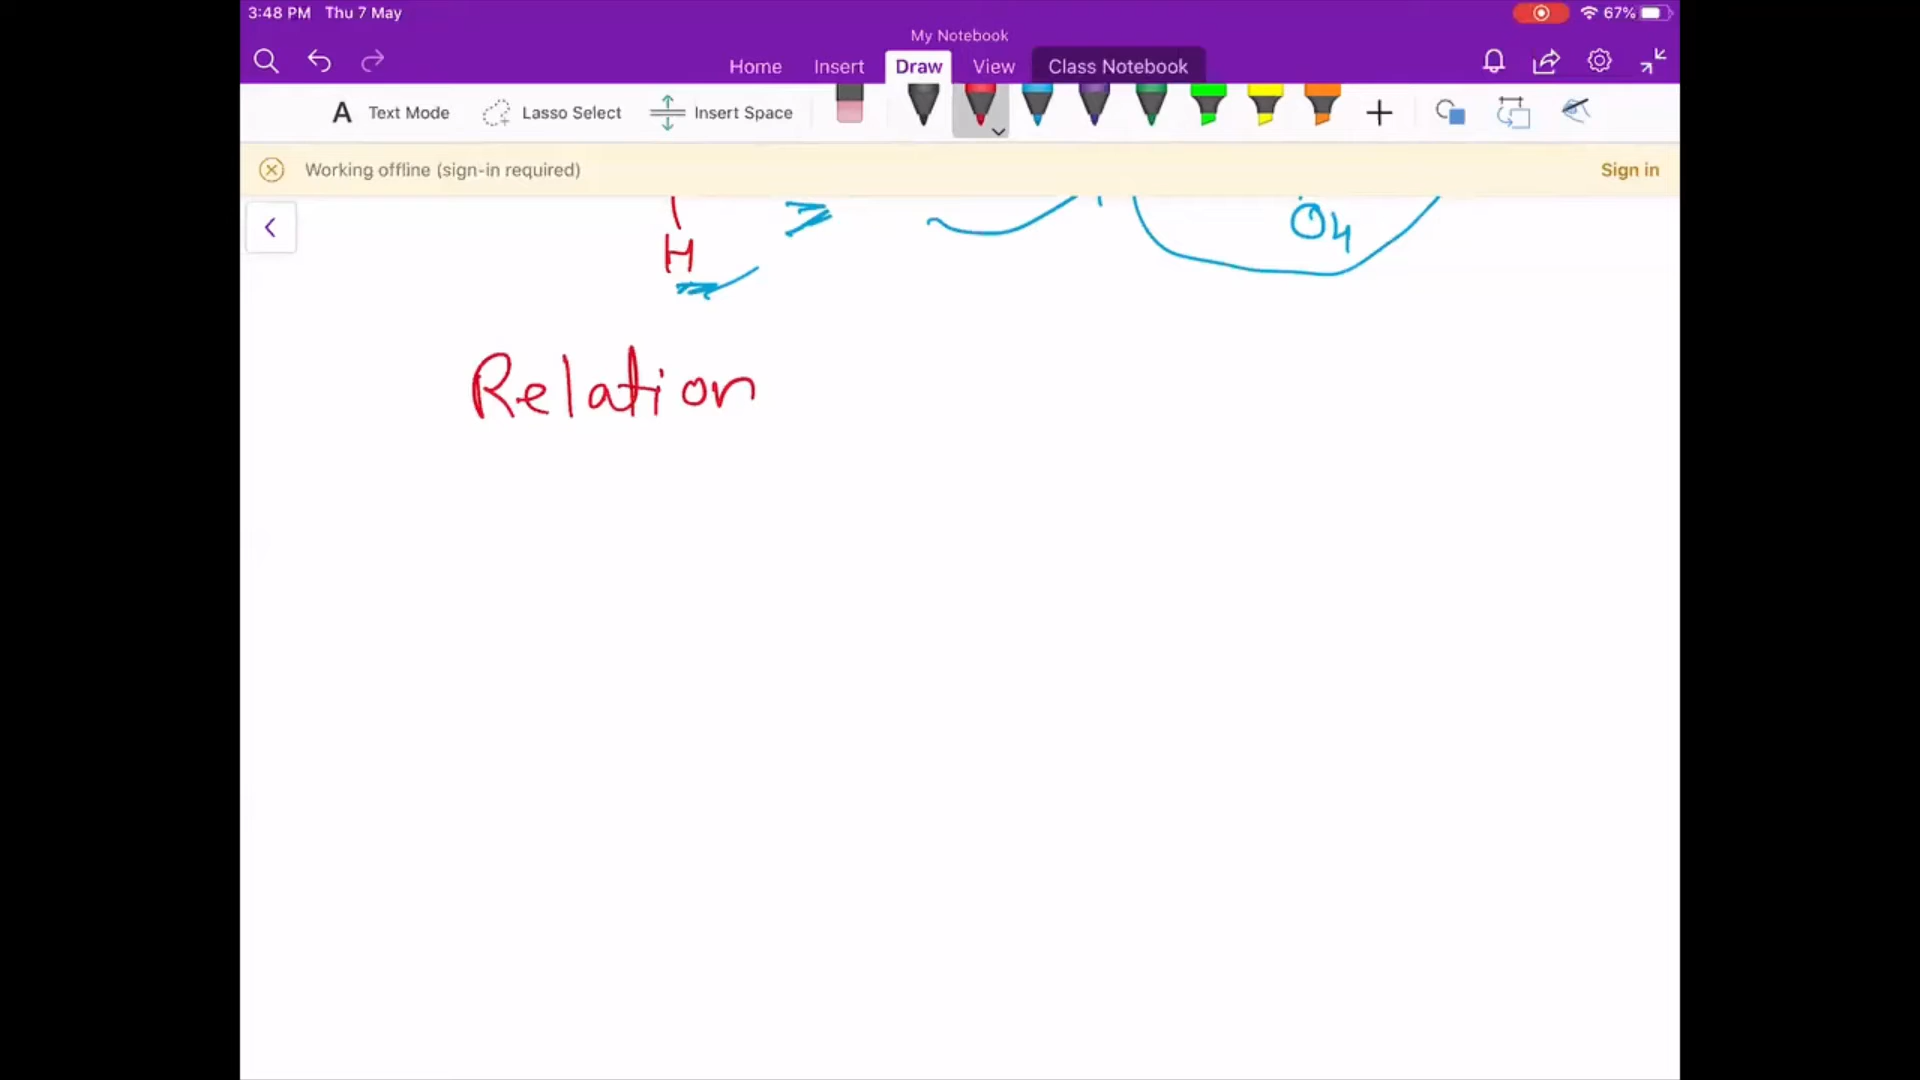 3:48 PM Thu 7 May
67%
My Notebook
Home Insert Draw View Class Notebook
A Text Mode Lasso Select Insert Space
Working offline (sign-in required) Sign in
O4
H
Relation